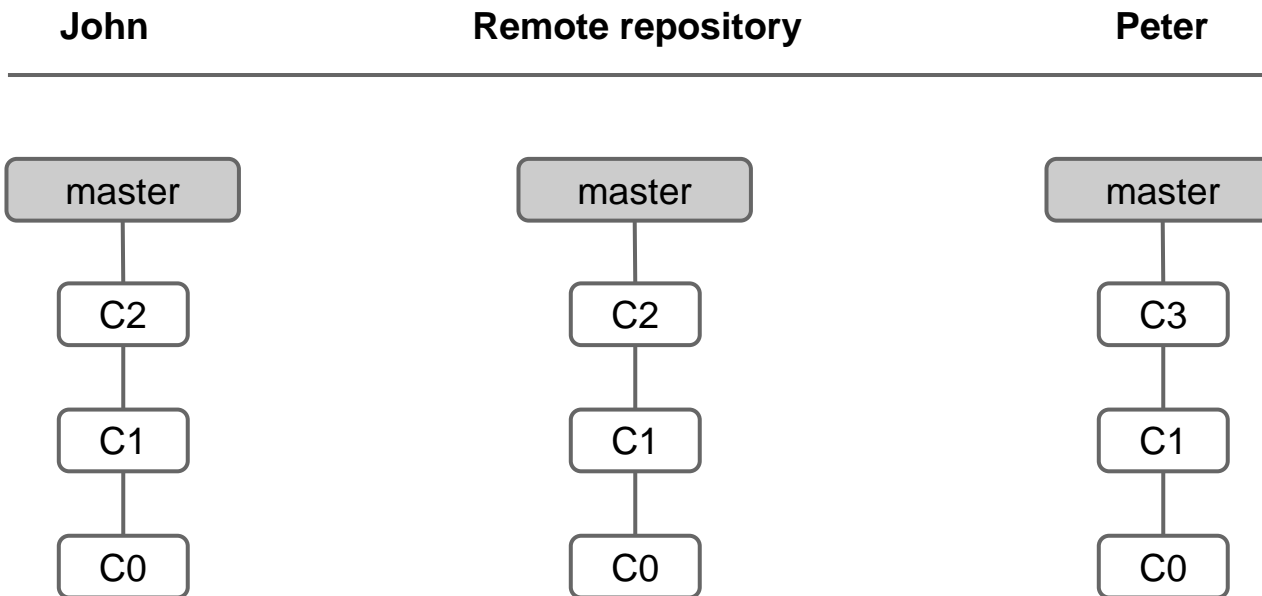 John Remote repository Peter
master master master
C2 C2 C3
C1 C1 C1
C0 C0 C0